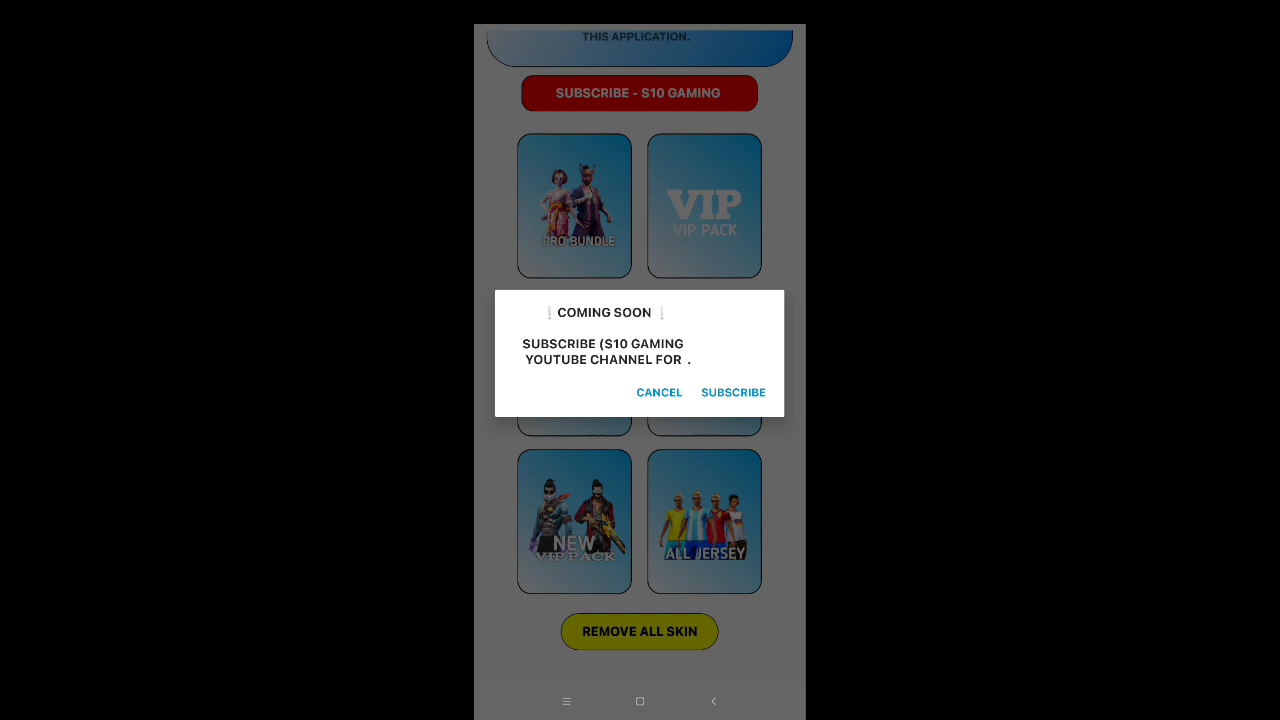 THIS APPLICATION.
SUBSCRIBE - S10 GAMING
PRO BUNDLE
VIP
VIP PACK
❕COMING SOON ❕
SUBSCRIBE (S10 GAMING
YOUTUBE CHANNEL FOR .
CANCEL SUBSCRIBE
NEW
VIP PACK
ALL JERSEY
REMOVE ALL SKIN